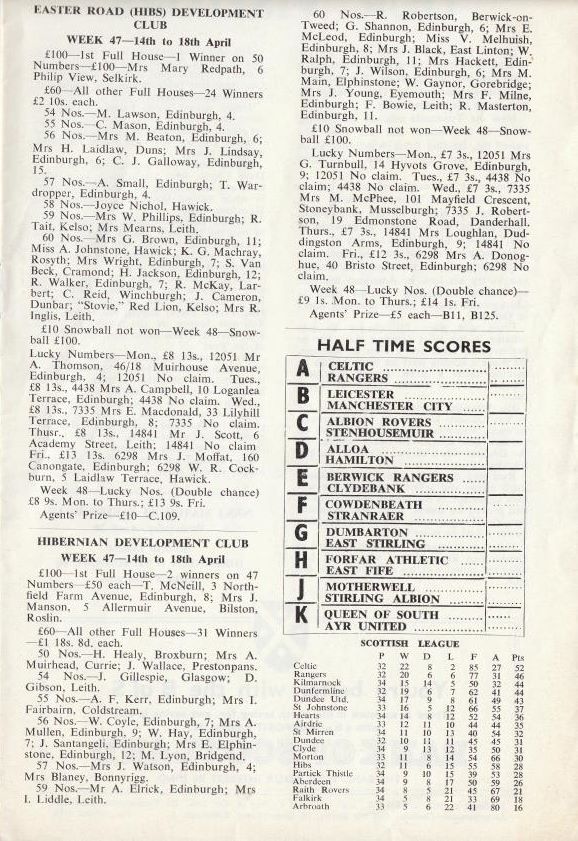 EASTER ROAD (HIBS) DEVELOPMENT
CLUB
WEEK 47—14th to 18th April
£100—1st Full House—1 Winner on 50
Numbers—£100—Mrs Mary Redpath, 6
Philip View, Selkirk.
£60—All other Full Houses—24 Winners
£2 10s. each.
54 Nos.—M. Lawson, Edinburgh, 4.
55 Nos.—C. Mason, Edinburgh, 4.
56 Nos.—Mrs M. Beaton, Edinburgh, 6;
Mrs H. Laidlaw, Duns; Mrs J. Lindsay,
Edinburgh, 6; C. J. Galloway, Edinburgh,
15.
57 Nos.—A. Small, Edinburgh; T. War-
dropper, Edinburgh, 4.
58 Nos.—Joyce Nichol, Hawick.
59 Nos.—Mrs W. Phillips, Edinburgh; R.
Tait, Kelso; Mrs Mearns, Leith.
60 Nos.—Mrs G. Brown, Edinburgh, 11;
Miss A. Johnstone, Hawick; K. G. Machray,
Rosyth; Mrs Wright, Edinburgh, 7; S. Van
Beck, Cramond; H. Jackson, Edinburgh, 12;
R. Walker, Edinburgh, 7; R. McKay, Lar-
bert; C. Reid, Winchburgh; J. Cameron,
Dunbar; "Stovie," Red Lion, Kelso; Mrs R.
Inglis, Leith.
£10 Snowball not won—Week 48—Snow-
ball £100.
Lucky Numbers—Mon., £8 13s., 12051 Mr
A. Thomson, 46/18 Muirhouse Avenue,
Edinburgh, 4; 12051 No claim. Tues.,
£8 13s., 4438 Mrs A. Campbell, 10 Loganlea
Terrace, Edinburgh; 4438 No claim. Wed.,
£8 13s., 7335 Mrs E. Macdonald, 33 Lilyhill
Terrace, Edinburgh, 8; 7335 No claim.
Thusr., £8 13s., 14841 Mr J. Scott, 6
Academy Street, Leith; 14841 No claim
Fri., £13 13s. 6298 Mrs J. Moffat, 160
Canongate, Edinburgh; 6298 W. R. Cock-
burn, 5 Laidlaw Terrace, Hawick.
Week 48—Lucky Nos. (Double chance)
£8 9s. Mon. to Thurs.; £13 9s. Fri.
Agents' Prize—£10—C.109.
HIBERNIAN DEVELOPMENT CLUB
WEEK 47—14th to 18th April
£100—1st Full House—2 winners on 47
Numbers—£50 each—T. McNeill, 3 North-
field Farm Avenue, Edinburgh, 8; Mrs J.
Manson, 5 Allermuir Avenue, Bilston,
Roslin.
£60—All other Full Houses—31 Winners
—£1 18s. 8d. each.
50 Nos.—H. Healy, Broxburn; Mrs A.
Muirhead, Currie; J. Wallace, Prestonpans.
54 Nos.—J. Gillespie, Glasgow; D.
Gibson, Leith.
55 Nos.—A. F. Kerr, Edinburgh; Mrs I.
Fairbairn, Coldstream.
56 Nos.—W. Coyle, Edinburgh, 7; Mrs A.
Mullen, Edinburgh, 9; W. Hay, Edinburgh,
7; J. Santangeli, Edinburgh; Mrs E. Elphin-
stone, Edinburgh, 12; M. Lyon, Bridgend.
57 Nos.—Mrs J. Watson, Edinburgh, 4;
Mrs Blaney, Bonnyrigg.
59 Nos.—Mr A. Elrick, Edinburgh; Mrs
I. Liddle, Leith.
60 Nos.—R. Robertson, Berwick-on-
Tweed; G. Shannon, Edinburgh, 6; Mrs E.
McLeod, Edinburgh; Miss V. Melhuish,
Edinburgh, 8; Mrs J. Black, East Linton; W.
Ralph, Edinburgh, 11; Mrs Hackett, Edin-
burgh, 7; J. Wilson, Edinburgh, 6; Mrs M.
Main, Elphinstone; W. Gaynor, Gorebridge;
Mrs J. Young, Eyemouth; Mrs F. Milne,
Edinburgh; F. Bowie, Leith; R. Masterton,
Edinburgh, 11.
£10 Snowball not won—Week 48—Snow-
ball £100.
Lucky Numbers—Mon., £7 3s., 12051 Mrs
G. Turnbull, 14 Hyvots Grove, Edinburgh,
9; 12051 No claim. Tues., £7 3s., 4438 No
claim; 4438 No claim. Wed., £7 3s., 7335
Mrs M. McPhee, 101 Mayfield Crescent,
Stoneybank, Musselburgh; 7335 J. Robert-
son, 19 Edmonstone Road, Danderhall.
Thurs., £7 3s., 14841 Mrs Loughlan, Dud-
dingston Arms, Edinburgh, 9; 14841 No
claim. Fri., £12 3s., 6298 Mrs A. Donog-
hue, 40 Bristo Street, Edinburgh; 6298 No
claim.
Week 48—Lucky Nos. (Double chance)—
£9 1s. Mon. to Thurs.; £14 1s. Fri.
Agents' Prize—£5 each—B11, B125.
HALF TIME SCORES
A CELTIC
RANGERS
B LEICESTER
MANCHESTER CITY
C ALBION ROVERS
STENHOUSEMUIR
D ALLOA
HAMILTON
E BERWICK RANGERS
CLYDEBANK
F COWDENBEATH
STRANRAER
G DUMBARTON
EAST STIRLING
H FORFAR ATHLETIC
EAST FIFE
J MOTHERWELL
STIRLING ALBION
K QUEEN OF SOUTH
AYR UNITED
SCOTTISH LEAGUE
P W D L F A Pts
Celtic 32 22 8 2 85 27 52
Rangers 32 20 6 6 77 31 46
Kilmarnock 34 15 14 5 50 32 44
Dunfermline 32 19 6 7 62 41 44
Dundee Utd. 34 17 9 8 61 49 43
St Johnstone 33 16 5 12 66 55 37
Hearts 34 14 8 12 52 54 36
Airdrie 33 12 11 10 44 44 35
St Mirren 34 11 10 13 40 54 32
Dundee 32 10 11 11 45 45 31
Clyde 34 9 13 12 35 50 31
Morton 33 11 8 14 54 66 30
Hibs 32 11 6 15 55 58 28
Partick Thistle 34 9 10 15 39 53 28
Aberdeen 34 9 8 17 50 59 26
Raith Rovers 34 8 5 21 45 67 21
Falkirk 34 5 8 21 33 69 18
Arbroath 33 5 6 22 41 80 16